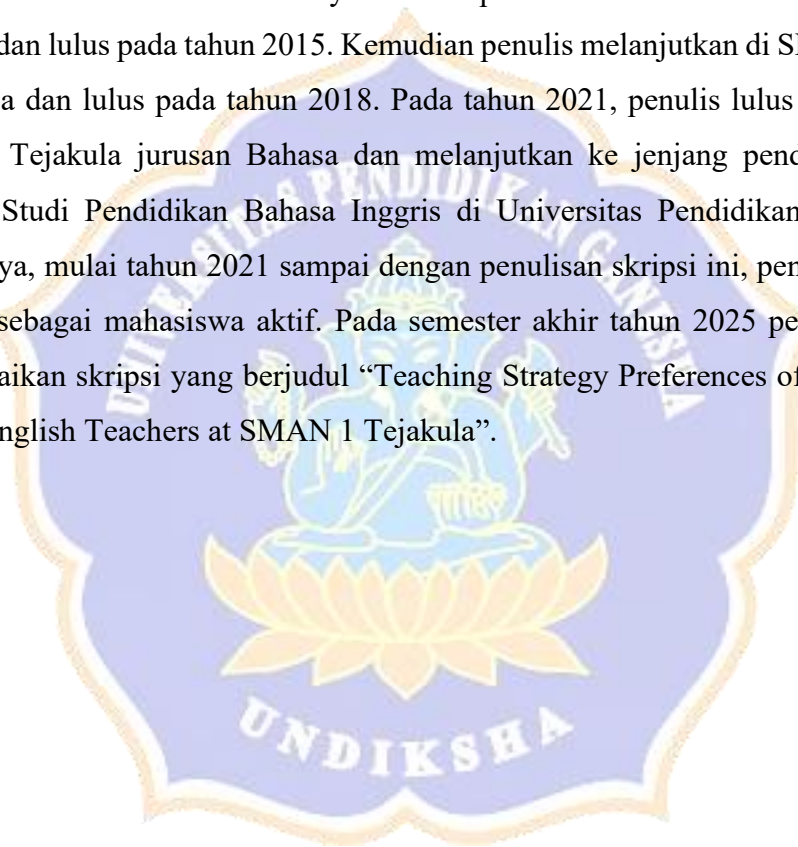 dan lulus pada tahun 2015. Kemudian penulis melanjutkan di
a dan lulus pada tahun 2018. Pada tahun 2021, penulis lulus
Tejakula jurusan Bahasa dan melanjutkan ke jenjang pend
Studi Pendidikan Bahasa Inggris di Universitas Pendidikan
ya, mulai tahun 2021 sampai dengan penulisan skripsi ini, pen
sebagai mahasiswa aktif. Pada semester akhir tahun 2025 pe
aikan skripsi yang berjudul “Teaching Strategy Preferences of
nglish Teachers at SMAN 1 Tejakula”.
UNIVERSITAS PENDIDIKAN GANESHA
UNDIKSHA